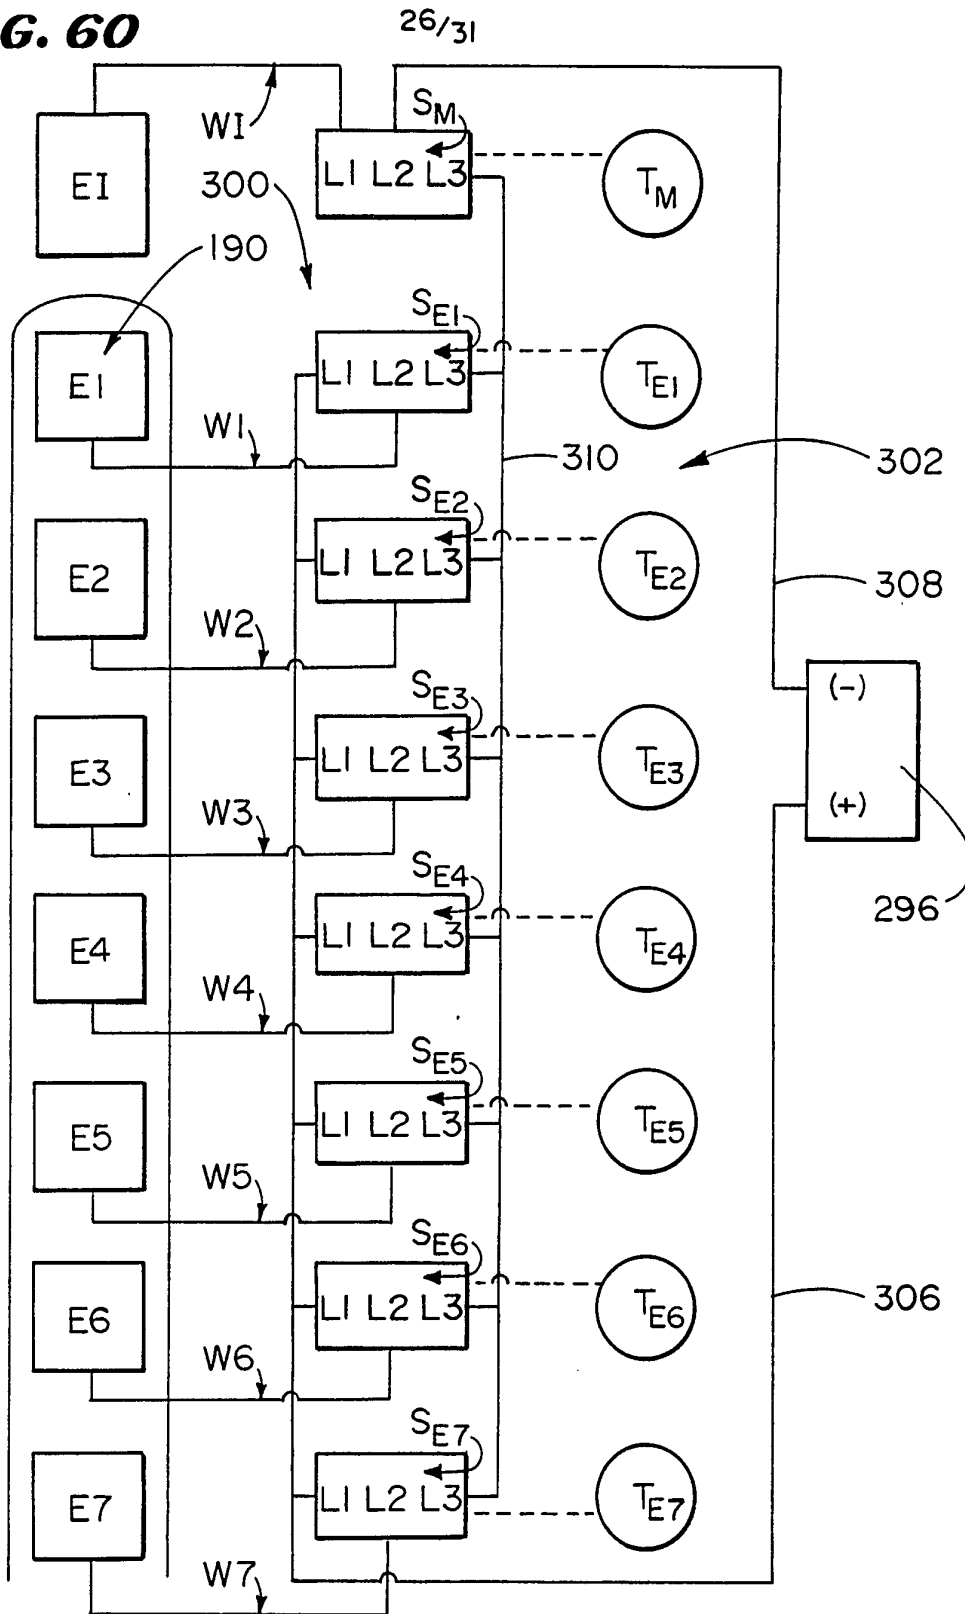 G. 60
26/31
WI
SM
EI
L1 L2 L3
TM
300
190
SE1
E1
L1 L2 L3
TE1
W1
310
302
SE2
E2
L1 L2 L3
TE2
308
W2
SE3
(-)
E3
L1 L2 L3
TE3
(+)
W3
SE4
296
E4
L1 L2 L3
TE4
W4
SE5
E5
L1 L2 L3
TE5
W5
SE6
306
E6
L1 L2 L3
TE6
W6
SE7
E7
L1 L2 L3
TE7
W7